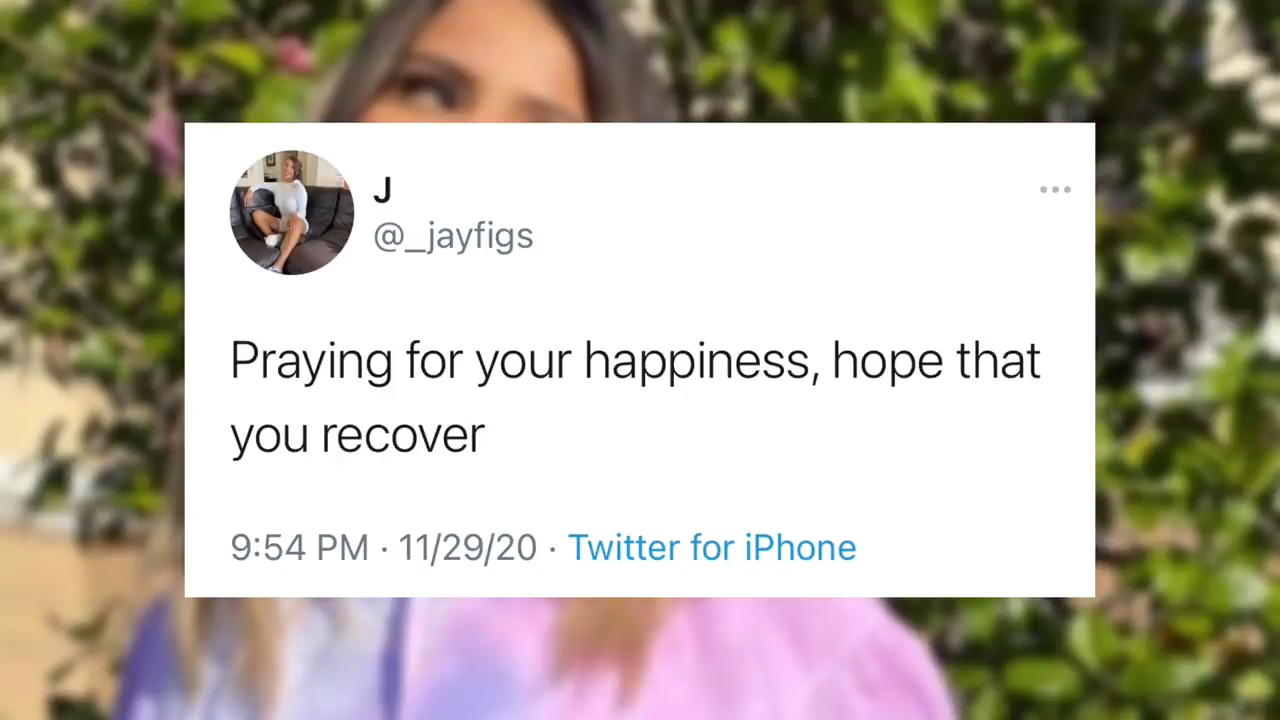 J
@_jayfigs
Praying for your happiness, hope that
you recover
9:54 PM · 11/29/20 · Twitter for iPhone